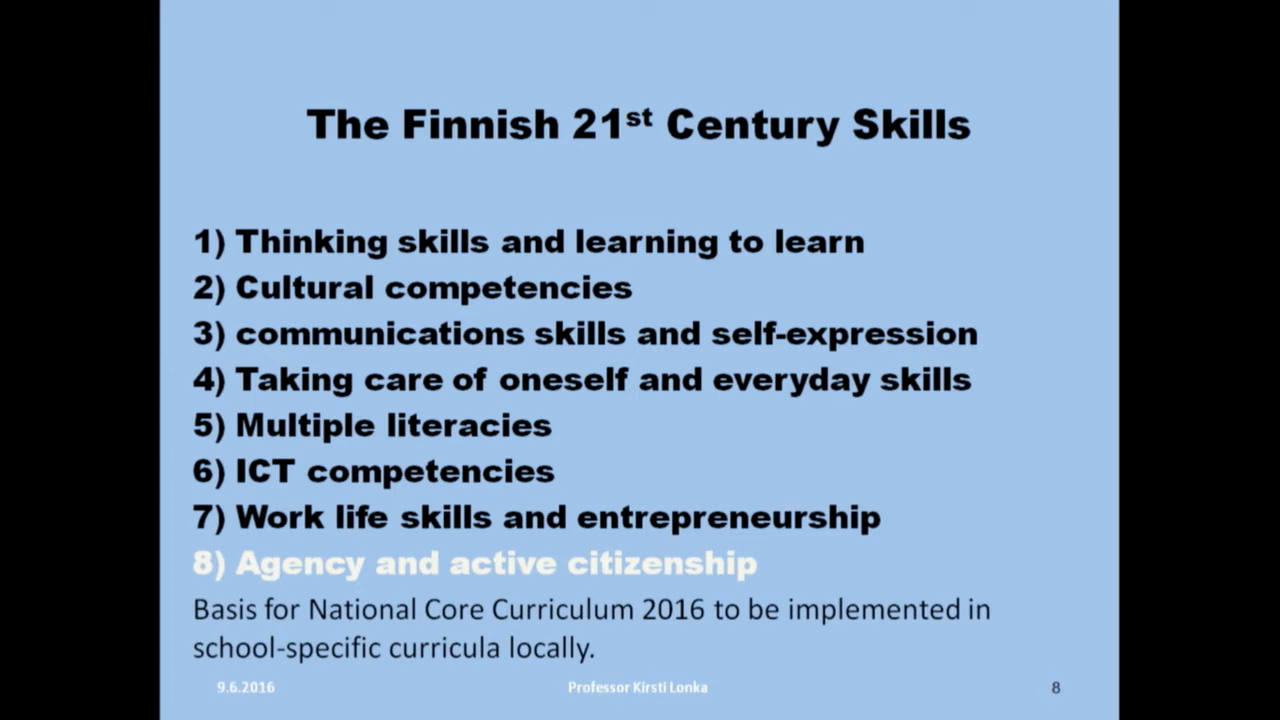 The Finnish 21st Century Skills
1) Thinking skills and learning to learn
2) Cultural competencies
3) communications skills and self-expression
4) Taking care of oneself and everyday skills
5) Multiple literacies
6) ICT competencies
7) Work life skills and entrepreneurship
8) Agency and active citizenship
Basis for National Core Curriculum 2016 to be implemented in
school-specific curricula locally.
9.6.2016 Professor Kirsti Lonka 8